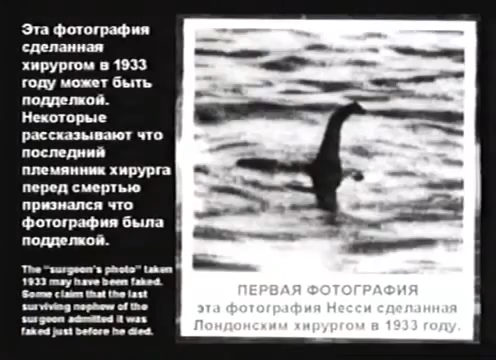 Эта фотография
сделанная
хирургом в 1933
году может быть
подделкой.
Некоторые
рассказывают что
последний
племянник хирурга
перед смертью
признался что
фотография была
подделкой.
The "surgeon's photo" taken
1933 may have been faked.
Some claim that the last
surviving nephew of the
surgeon admitted it was
faked just before he died.
ПЕРВАЯ ФОТОГРАФИЯ
эта фотография Несси сделанная
Лондонским хирургом в 1933 году.